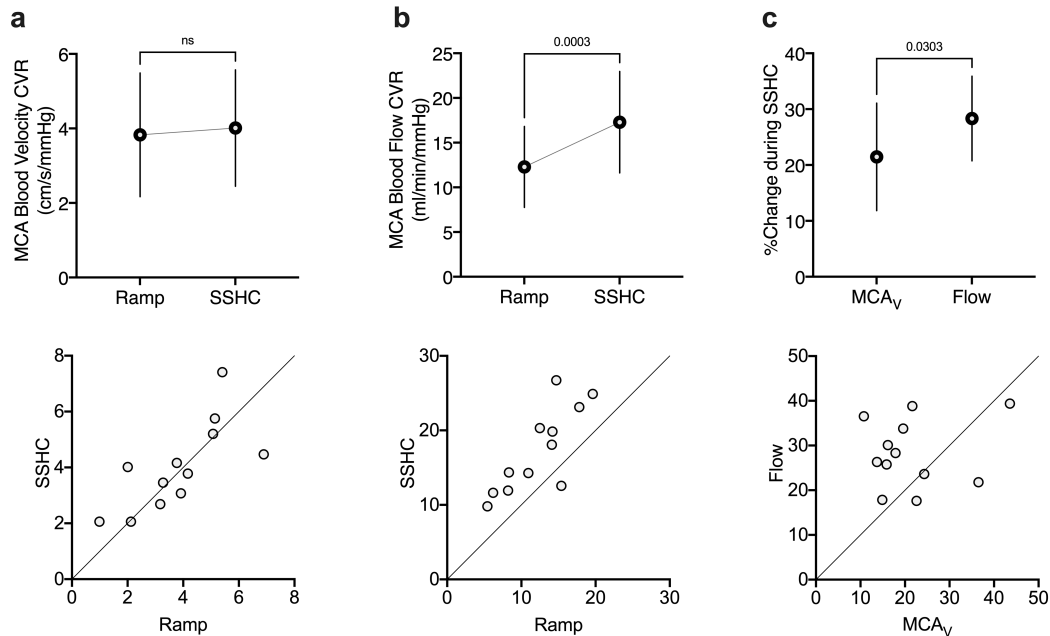 a
MCA Blood Velocity CVR
(cm/s/mmHg)
6
4
2
0
ns
Ramp
SSHC
b
MCA Blood Flow CVR
(ml/min/mmHg)
25
20
15
10
5
0
0.0003
Ramp
SSHC
c
%Change during SSHC
40
30
20
10
0
0.0303
MCAV
Flow
SSHC
8
6
4
2
0
0 2 4 6 8
Ramp
SSHC
30
20
10
0
0 10 20 30
Ramp
Flow
50
40
30
20
10
0
0 10 20 30 40 50
MCAV